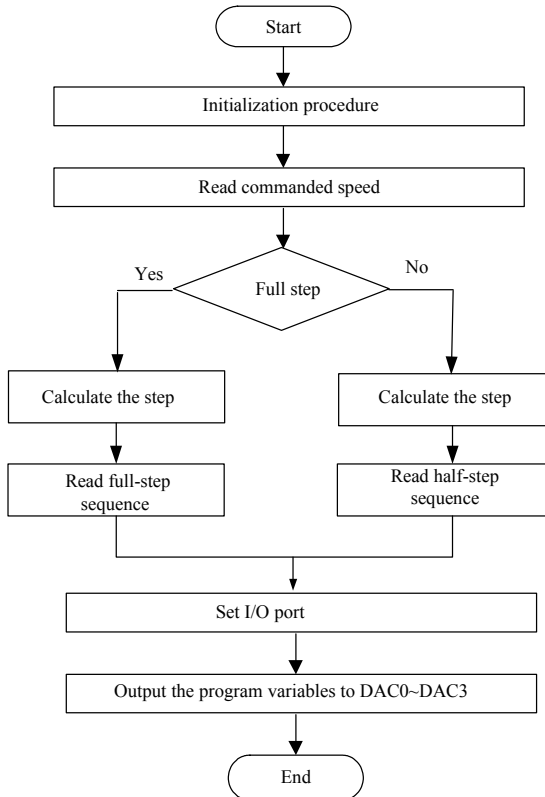 Start
Initialization procedure
Read commanded speed
Yes
No
Full step
Calculate the step
Calculate the step
Read full-step
sequence
Read half-step
sequence
Set I/O port
Output the program variables to DAC0~DAC3
End